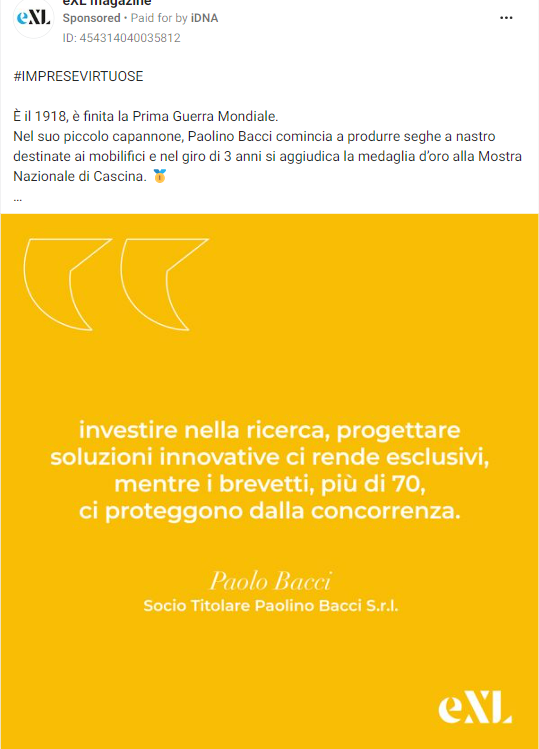 eXL magazine
eXL
Sponsored • Paid for by iDNA
ID: 454314040035812
#IMPRESEVIRTUOSE
È il 1918, è finita la Prima Guerra Mondiale.
Nel suo piccolo capannone, Paolino Bacci comincia a produrre seghe a nastro
destinate ai mobilifici e nel giro di 3 anni si aggiudica la medaglia d’oro alla Mostra
Nazionale di Cascina. 🥇
...
investire nella ricerca, progettare
soluzioni innovative ci rende esclusivi,
mentre i brevetti, più di 70,
ci proteggono dalla concorrenza.
Paolo Bacci
Socio Titolare Paolino Bacci S.r.l.
eXL